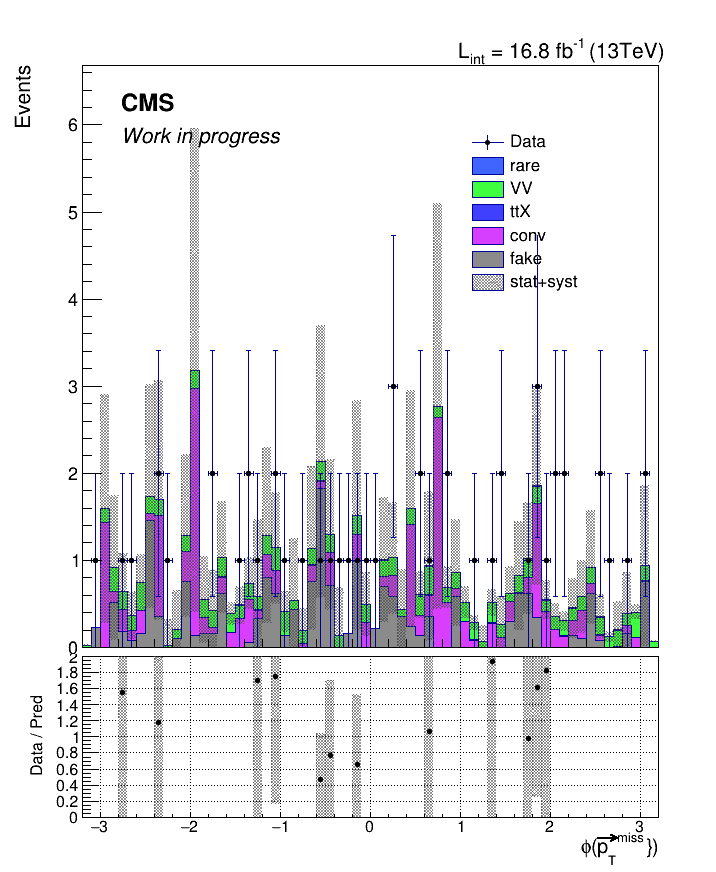 L_int = 16.8 fb^-1 (13TeV)
Events
CMS
Work in progress
Data
rare
VV
ttX
conv
fake
stat+syst
6
5
4
3
2
1
0
Data / Pred
2
1.8
1.6
1.4
1.2
1
0.8
0.6
0.4
0.2
0
−3 −2 −1 0 1 2 3
ϕ(p⃗_T^miss})